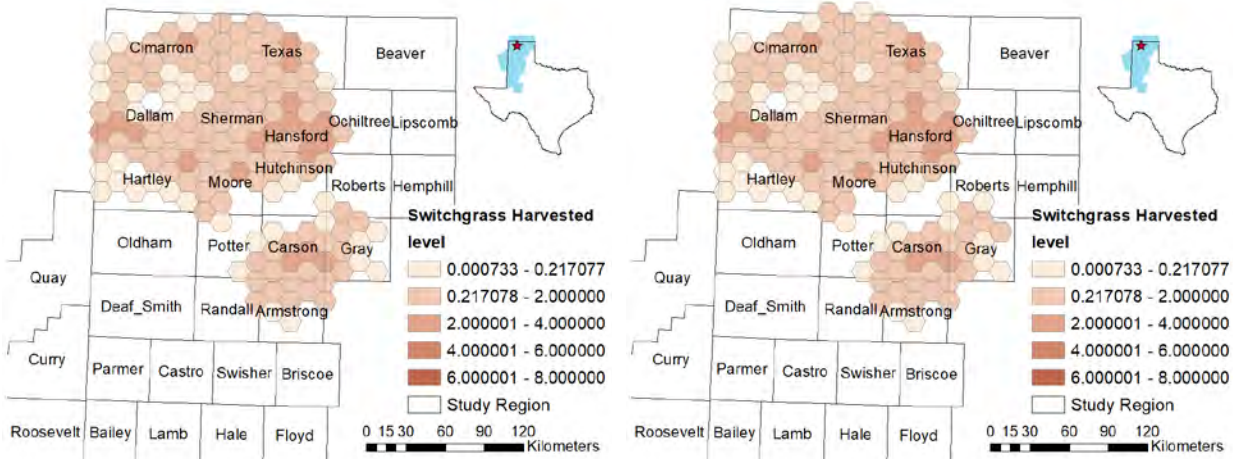 Cimarron
Texas
Beaver
Dallam
Sherman
Ochiltree
Lipscomb
Hansford
Hutchinson
Hartley
Moore
Roberts
Hemphill
Switchgrass Harvested
level
Oldham
Potter
Carson
Gray
0.000733 - 0.217077
Quay
0.217078 - 2.000000
Deaf_Smith
Randall
Armstrong
2.000001 - 4.000000
4.000001 - 6.000000
Curry
Parmer
Castro
Swisher
Briscoe
6.000001 - 8.000000
Study Region
Roosevelt
Bailey
Lamb
Hale
Floyd
0 15 30 60 90 120
Kilometers
Cimarron
Texas
Beaver
Dallam
Sherman
Ochiltree
Lipscomb
Hansford
Hutchinson
Hartley
Moore
Roberts
Hemphill
Switchgrass Harvested
level
Oldham
Potter
Carson
Gray
0.000733 - 0.217077
Quay
0.217078 - 2.000000
Deaf_Smith
Randall
Armstrong
2.000001 - 4.000000
4.000001 - 6.000000
Curry
Parmer
Castro
Swisher
Briscoe
6.000001 - 8.000000
Study Region
Roosevelt
Bailey
Lamb
Hale
Floyd
0 15 30 60 90 120
Kilometers